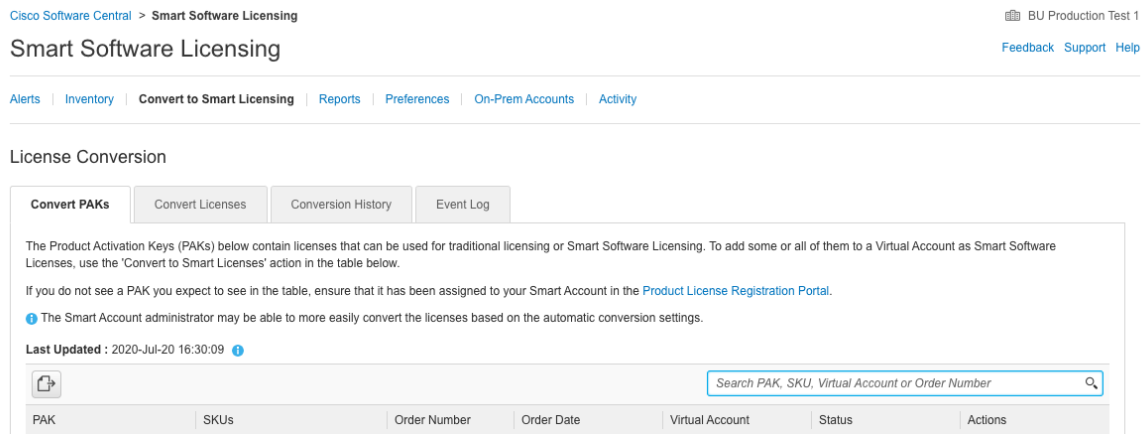 Cisco Software Central > Smart Software Licensing
BU Production Test 1
Smart Software Licensing
Feedback Support Help
Alerts | Inventory | Convert to Smart Licensing | Reports | Preferences | On-Prem Accounts | Activity
License Conversion
Convert PAKs Convert Licenses Conversion History Event Log
The Product Activation Keys (PAKs) below contain licenses that can be used for traditional licensing or Smart Software Licensing. To add some or all of them to a Virtual Account as Smart Software
Licenses, use the 'Convert to Smart Licenses' action in the table below.
If you do not see a PAK you expect to see in the table, ensure that it has been assigned to your Smart Account in the Product License Registration Portal.
The Smart Account administrator may be able to more easily convert the licenses based on the automatic conversion settings.
Last Updated : 2020-Jul-20 16:30:09
Search PAK, SKU, Virtual Account or Order Number
PAK SKUs Order Number Order Date Virtual Account Status Actions